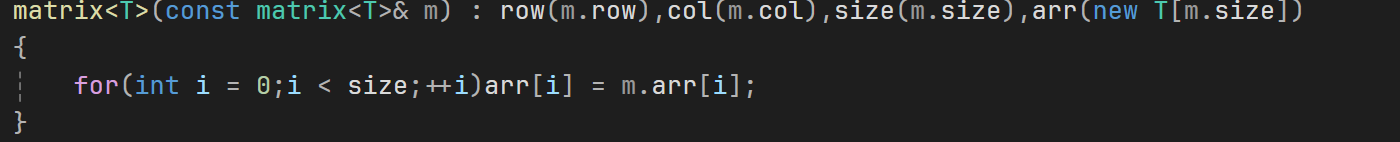 matrix<T>(const matrix<T>& m) : row(m.row),col(m.col),size(m.size),arr(new T[m.size])
{
    for(int i = 0;i < size;++i)arr[i] = m.arr[i];
}